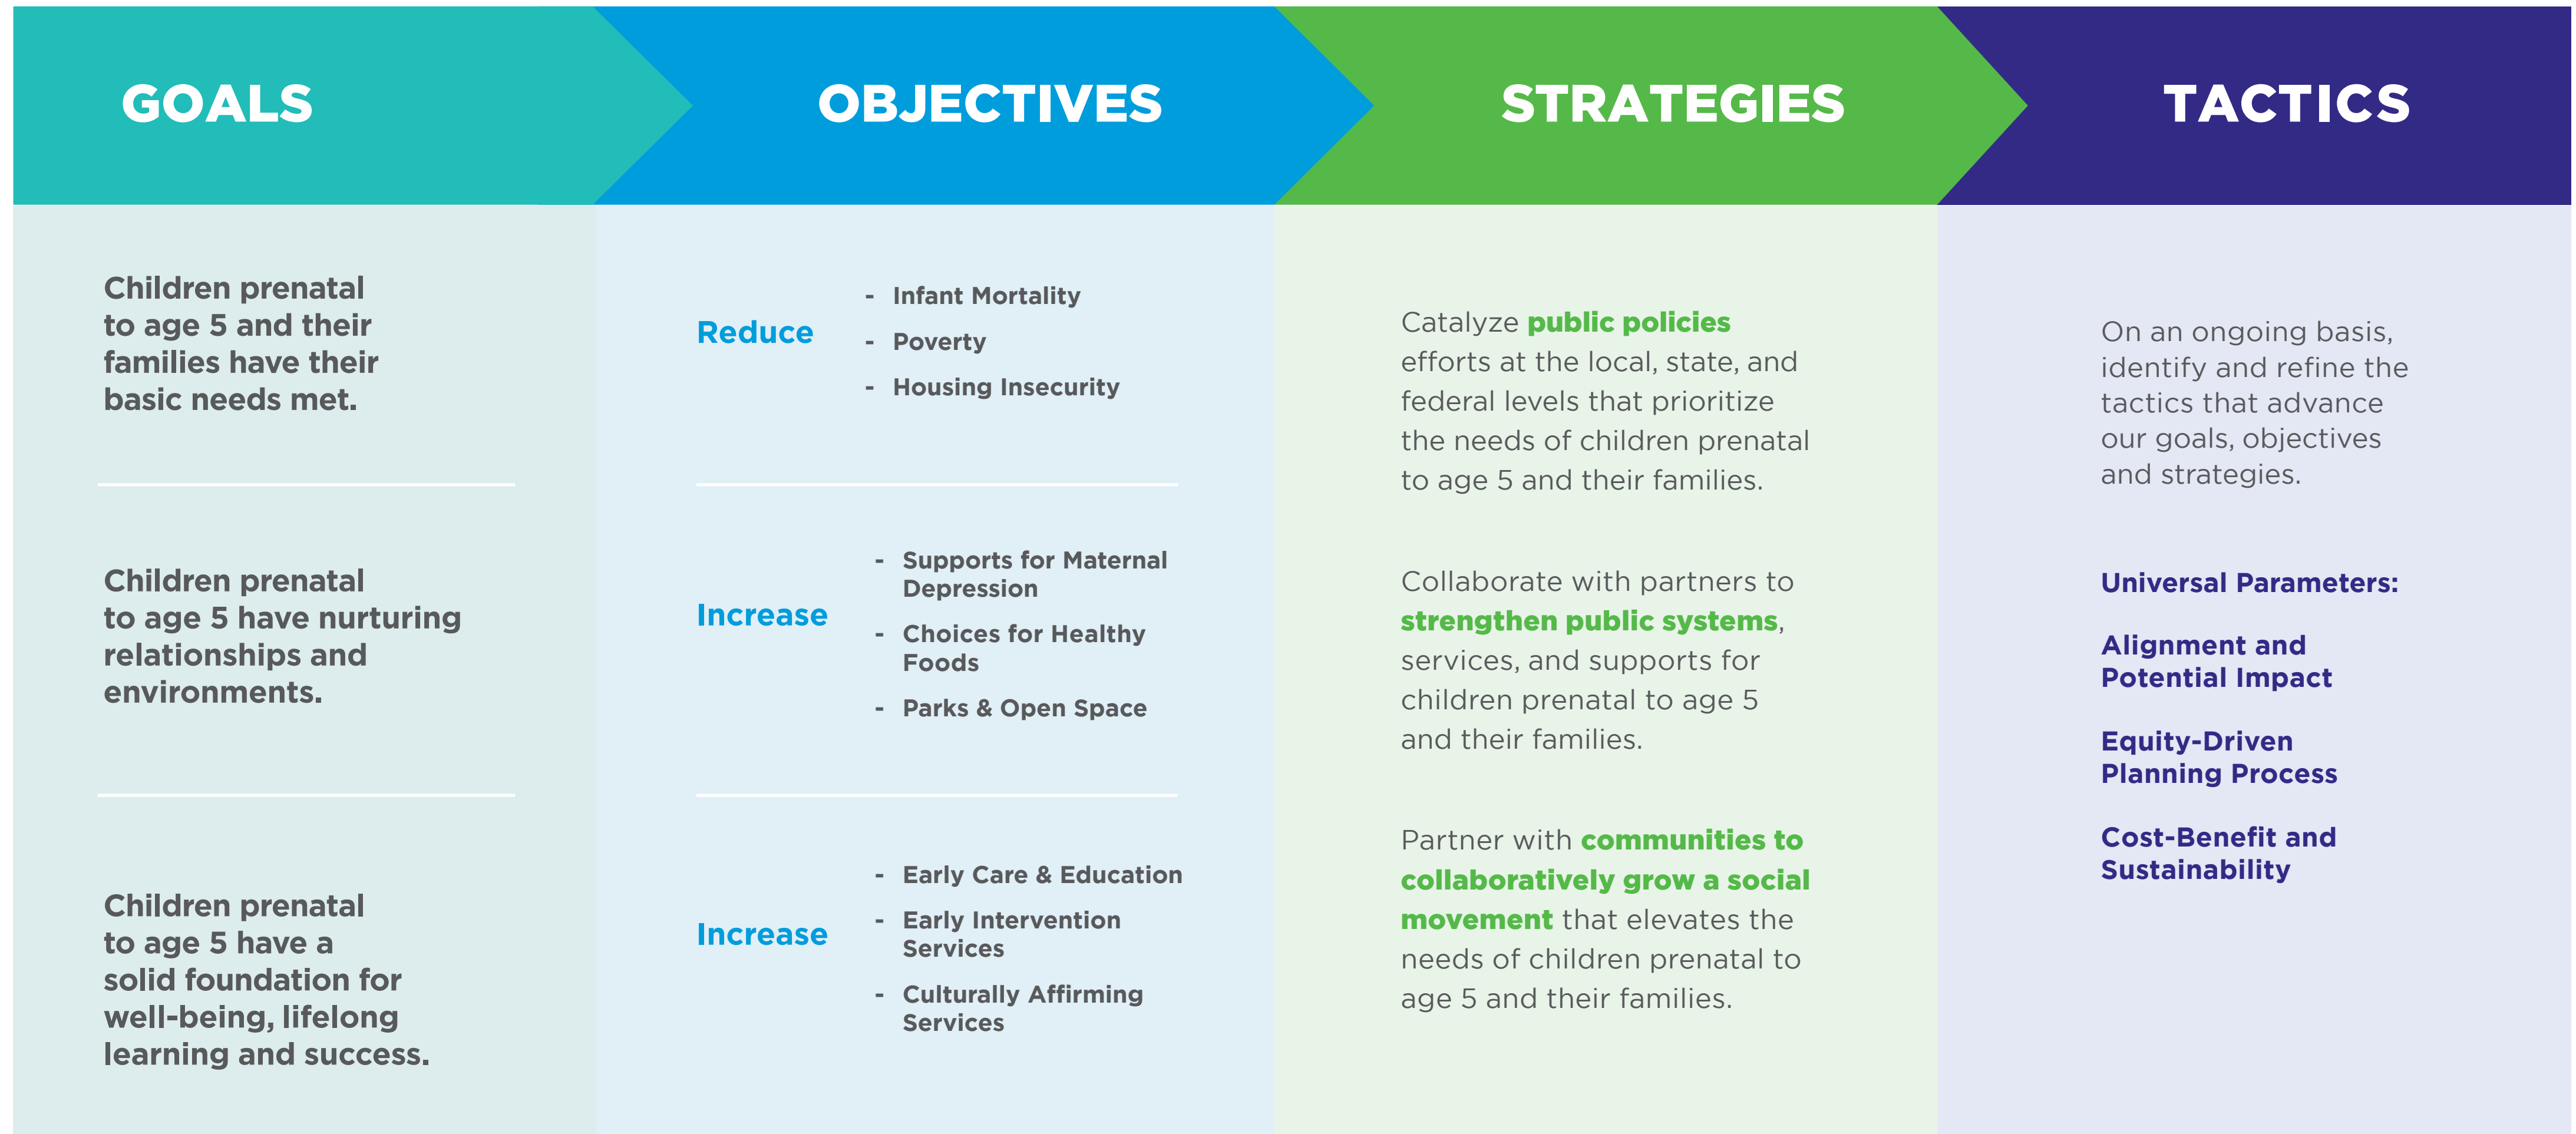 GOALS
OBJECTIVES
STRATEGIES
TACTICS
Children prenatal
to age 5 and their
families have their
basic needs met.
Children prenatal
to age 5 have nurturing
relationships and
environments.
Children prenatal
to age 5 have a
solid foundation for
well-being, lifelong
learning and success.
Reduce
- Infant Mortality
- Poverty
- Housing Insecurity
Increase
- Supports for Maternal
Depression
- Choices for Healthy
Foods
- Parks & Open Space
Increase
- Early Care & Education
- Early Intervention
Services
- Culturally Affirming
Services
Catalyze public policies
efforts at the local, state, and
federal levels that prioritize
the needs of children prenatal
to age 5 and their families.
Collaborate with partners to
strengthen public systems,
services, and supports for
children prenatal to age 5
and their families.
Partner with communities to
collaboratively grow a social
movement that elevates the
needs of children prenatal to
age 5 and their families.
On an ongoing basis,
identify and refine the
tactics that advance
our goals, objectives
and strategies.
Universal Parameters:
Alignment and
Potential Impact
Equity-Driven
Planning Process
Cost-Benefit and
Sustainability